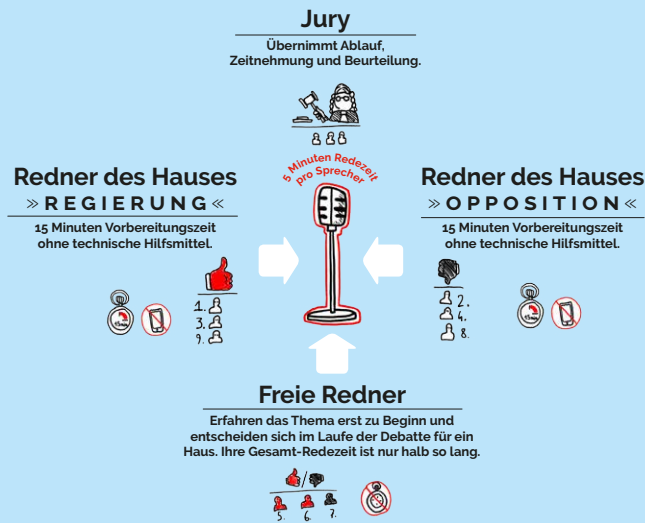 Jury
Übernimmt Ablauf,
Zeitnehmung und Beurteilung.
5 Minuten Redezeit
pro Sprecher
Redner des Hauses
» REGIERUNG «
15 Minuten Vorbereitungszeit
ohne technische Hilfsmittel.
1.
3.
9.
15min
Redner des Hauses
» OPPOSITION «
15 Minuten Vorbereitungszeit
ohne technische Hilfsmittel.
2.
4.
8.
15min
Freie Redner
Erfahren das Thema erst zu Beginn und
entscheiden sich im Laufe der Debatte für ein
Haus. Ihre Gesamt-Redezeit ist nur halb so lang.
/
5. 6. 7.